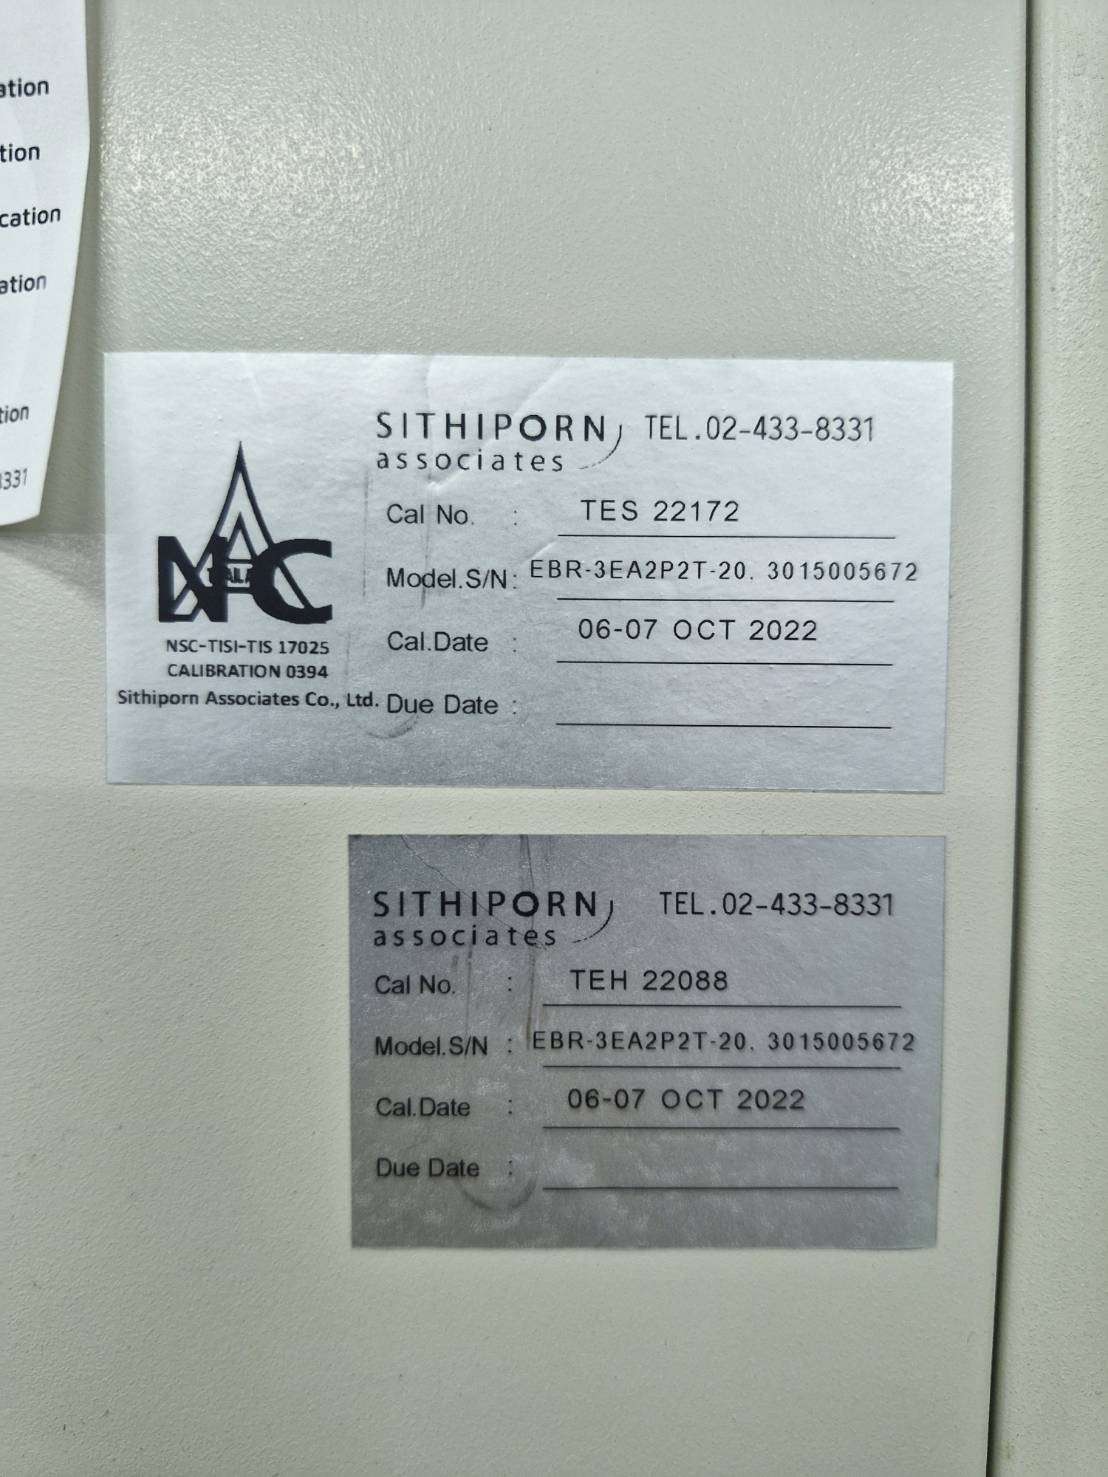 ation
tion
cation
ation
tion
3331
SITHIPORN TEL.02-433-8331
associates
Cal No. : TES 22172
Model.S/N: EBR-3EA2P2T-20. 3015005672
Cal.Date : 06-07 OCT 2022
Due Date :
NAC
NSC-TISI-TIS 17025
CALIBRATION 0394
Sithiporn Associates Co., Ltd.
SITHIPORN TEL.02-433-8331
associates
Cal No. : TEH 22088
Model.S/N : EBR-3EA2P2T-20. 3015005672
Cal.Date : 06-07 OCT 2022
Due Date :